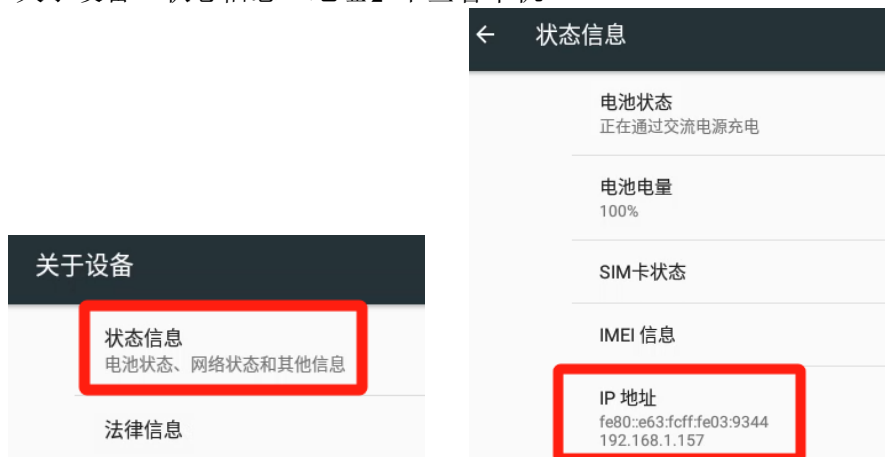 状态信息
电池状态
正在通过交流电源充电
电池电量
100%
SIM卡状态
IMEI 信息
IP 地址
fe80::e63:fcff:fe03:9344
192.168.1.157
关于设备
状态信息
电池状态、网络状态和其他信息
法律信息